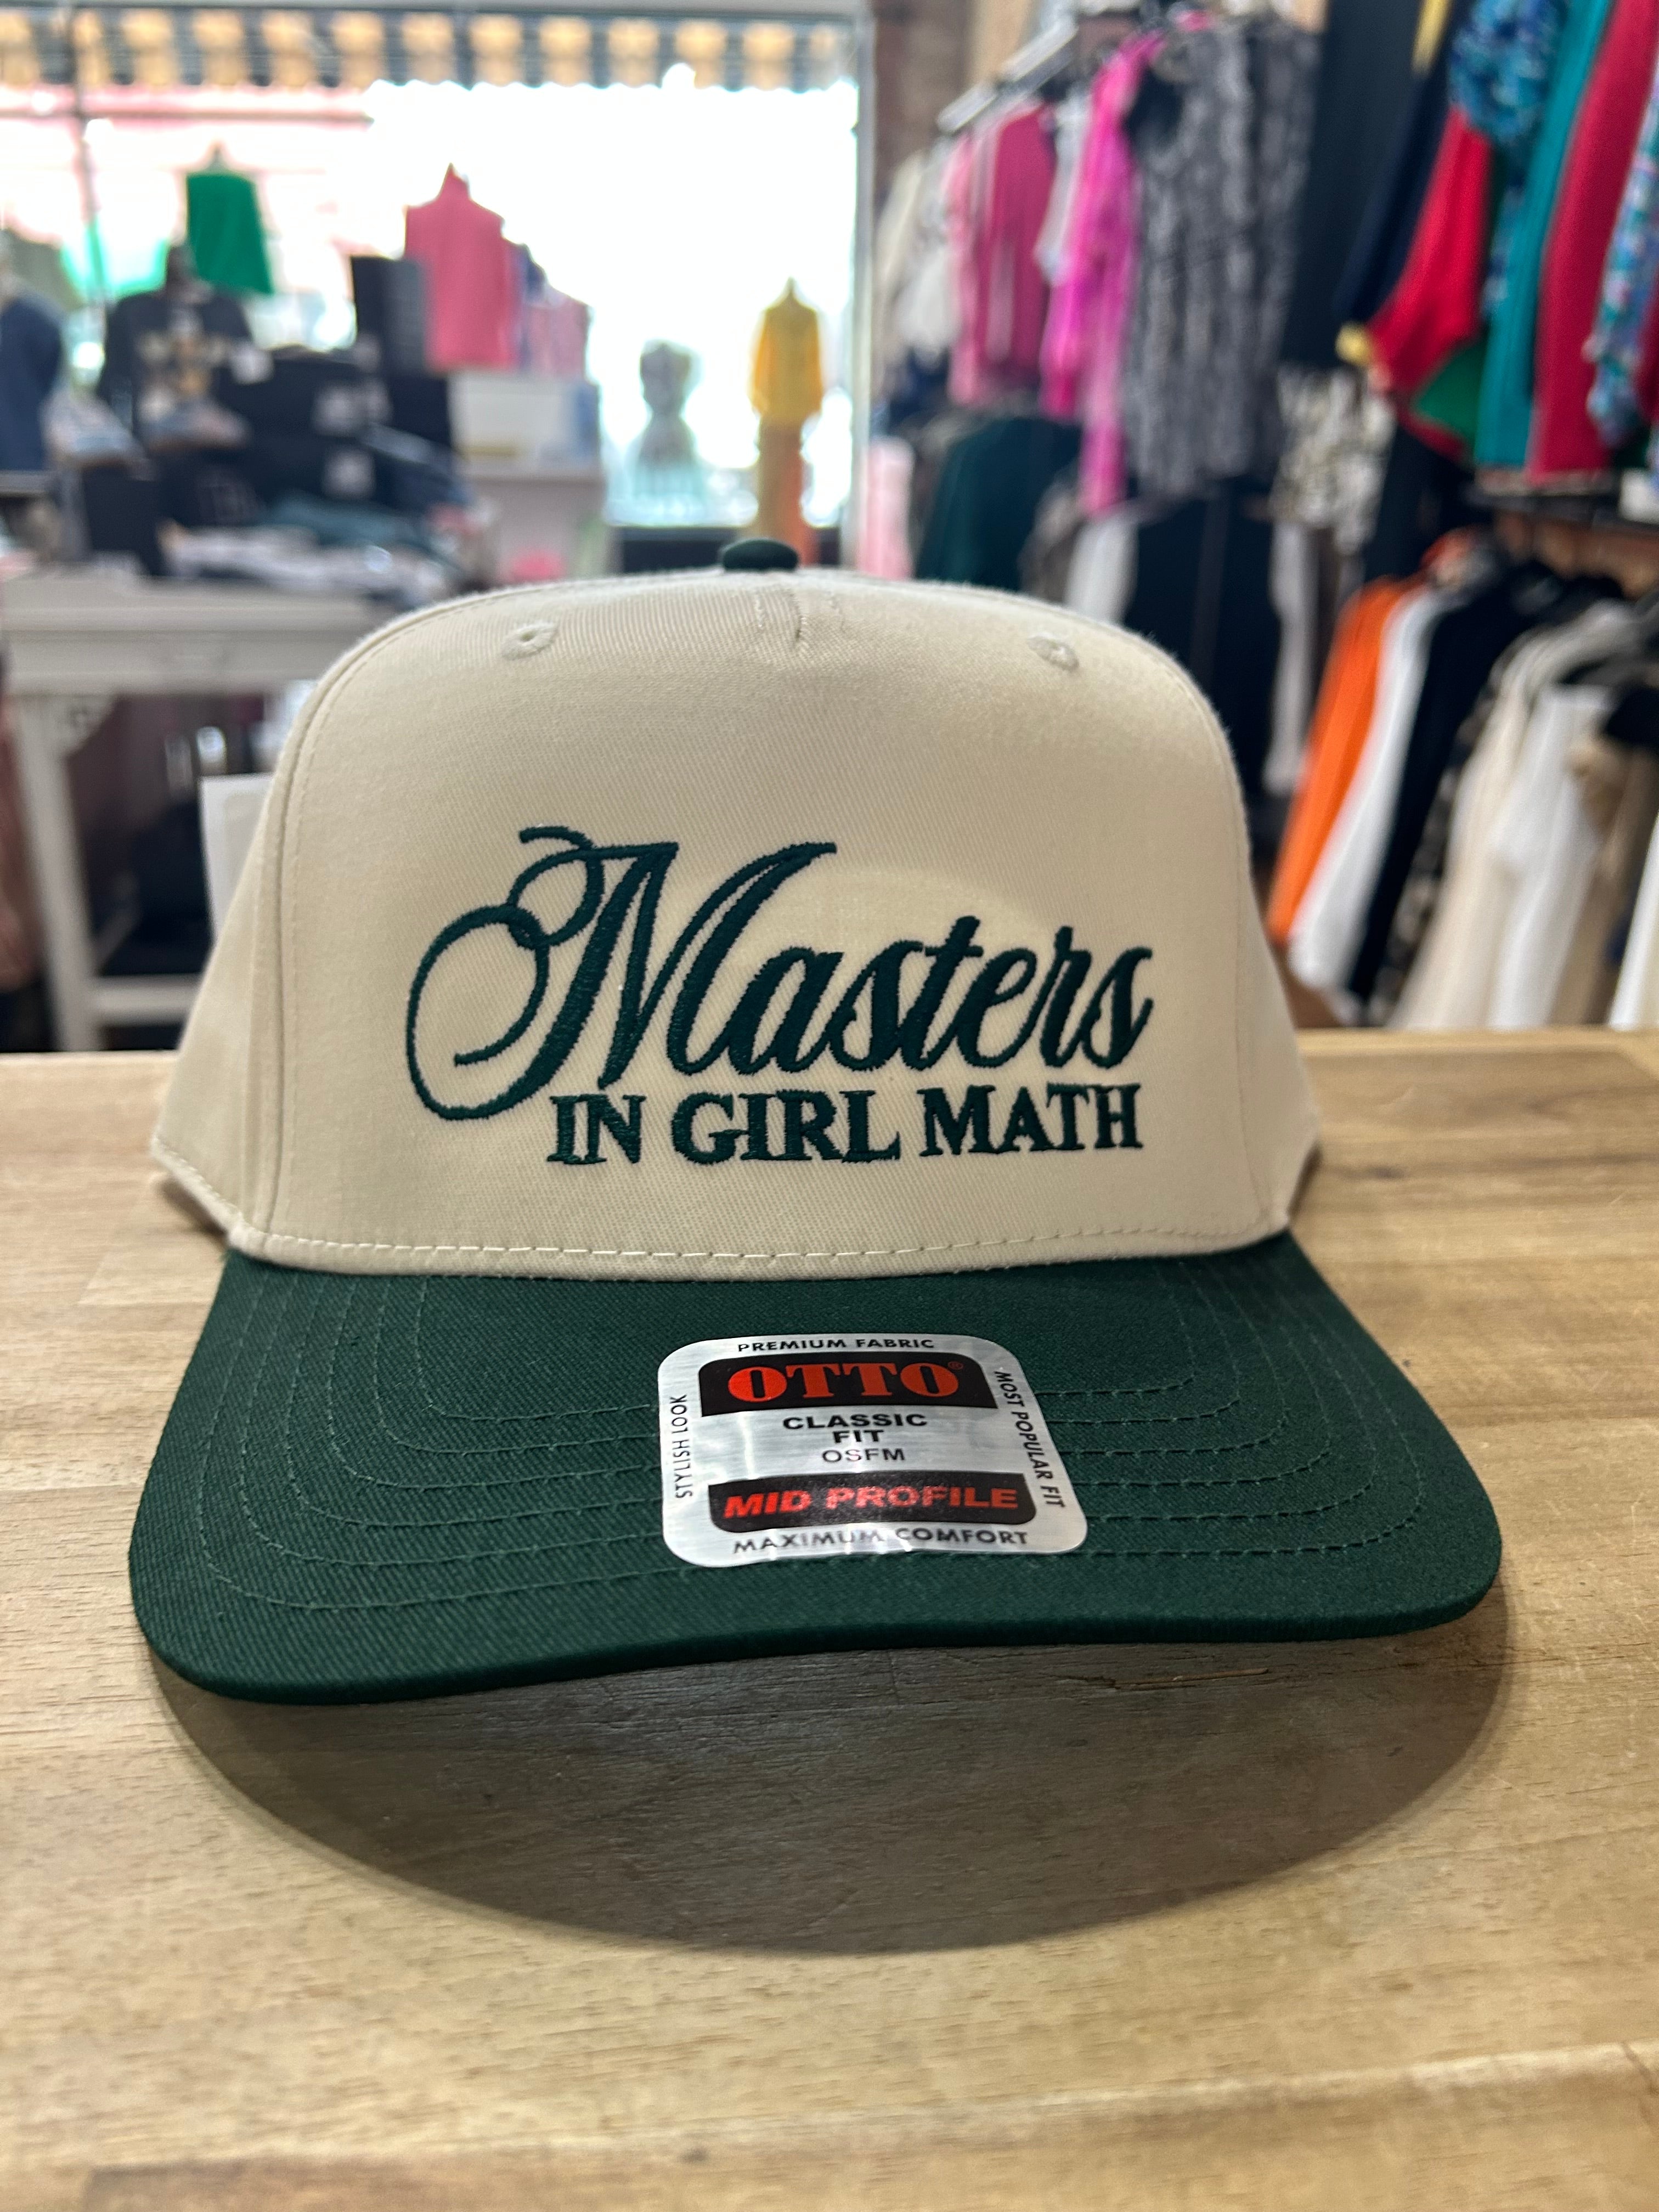 Masters
IN GIRL MATH
PREMIUM FABRIC
OTTO®
STYLISH LOOK
CLASSIC
FIT
OSFM
MOST POPULAR FIT
MID PROFILE
MAXIMUM COMFORT